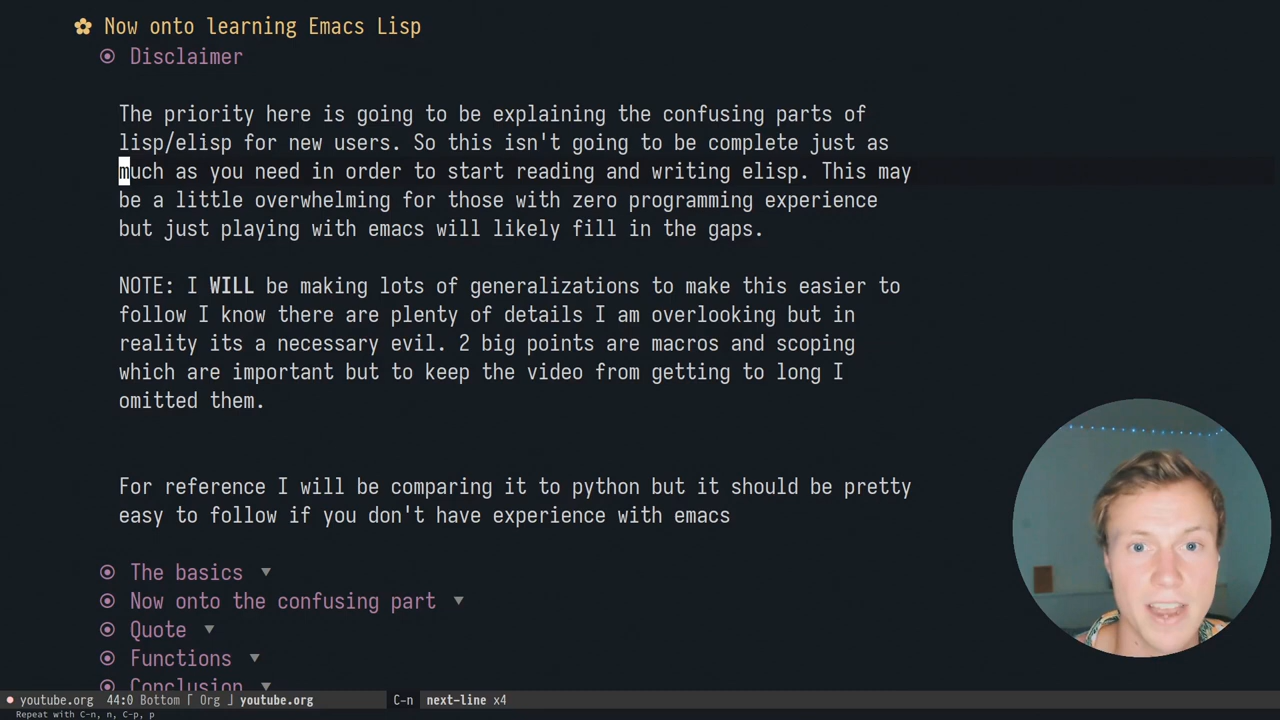 Now onto learning Emacs Lisp
Disclaimer
The priority here is going to be explaining the confusing parts of
lisp/elisp for new users. So this isn't going to be complete just as
much as you need in order to start reading and writing elisp. This may
be a little overwhelming for those with zero programming experience
but just playing with emacs will likely fill in the gaps.
NOTE: I WILL be making lots of generalizations to make this easier to
follow I know there are plenty of details I am overlooking but in
reality its a necessary evil. 2 big points are macros and scoping
which are important but to keep the video from getting to long I
omitted them.
For reference I will be comparing it to python but it should be pretty
easy to follow if you don't have experience with emacs
The basics ▼
Now onto the confusing part ▼
Quote ▼
Functions ▼
Conclusion ▼
youtube.org 44:0 Bottom「 Org 」youtube.org C-n next-line x4
Repeat with C-n, n, C-p, p